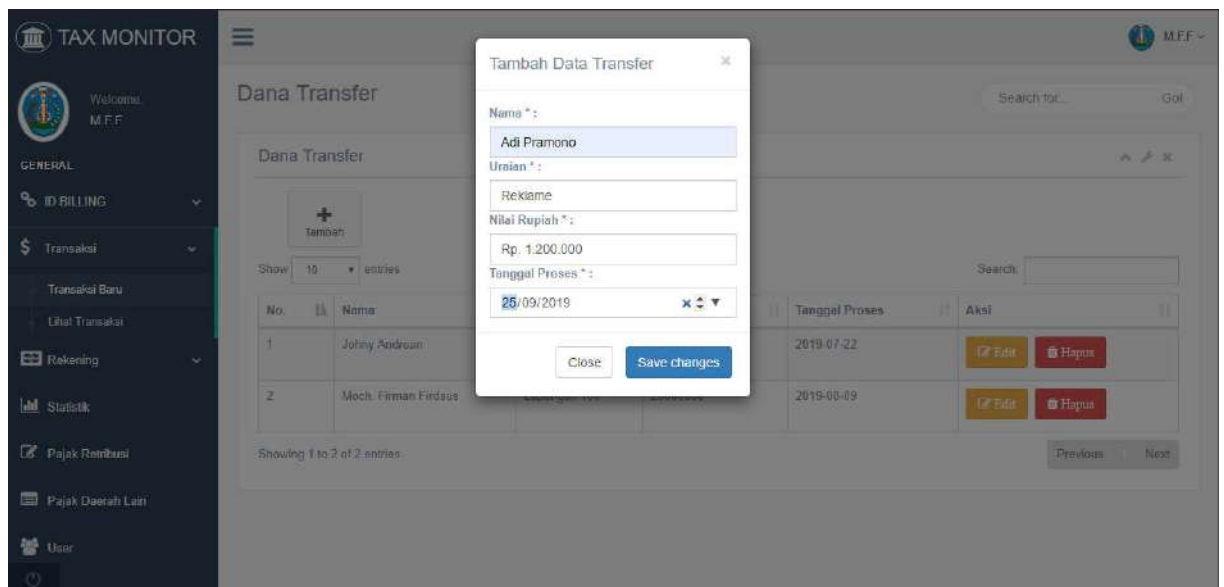 TAX MONITOR
M.F.F
Welcome,
M.F.F
GENERAL
ID BILLING
Transaksi
Transaksi Baru
Lihat Transaksi
Rekening
Statistik
Pajak Retribusi
Pajak Daerah Lain
User
Dana Transfer
Search for...
Go!
Dana Transfer
Tambah
Show 10 entries
Search:
No. Nama Tanggal Proses Aksi
1 Johny Andrean 2019-07-22 Edit Hapus
2 Moch. Firman Firdaus 2019-08-09 Edit Hapus
Showing 1 to 2 of 2 entries
Previous Next
Tambah Data Transfer
Nama * :
Adi Pramono
Uraian * :
Reklame
Nilai Rupiah * :
Rp. 1.200.000
Tanggal Proses * :
25/09/2019
Close Save changes